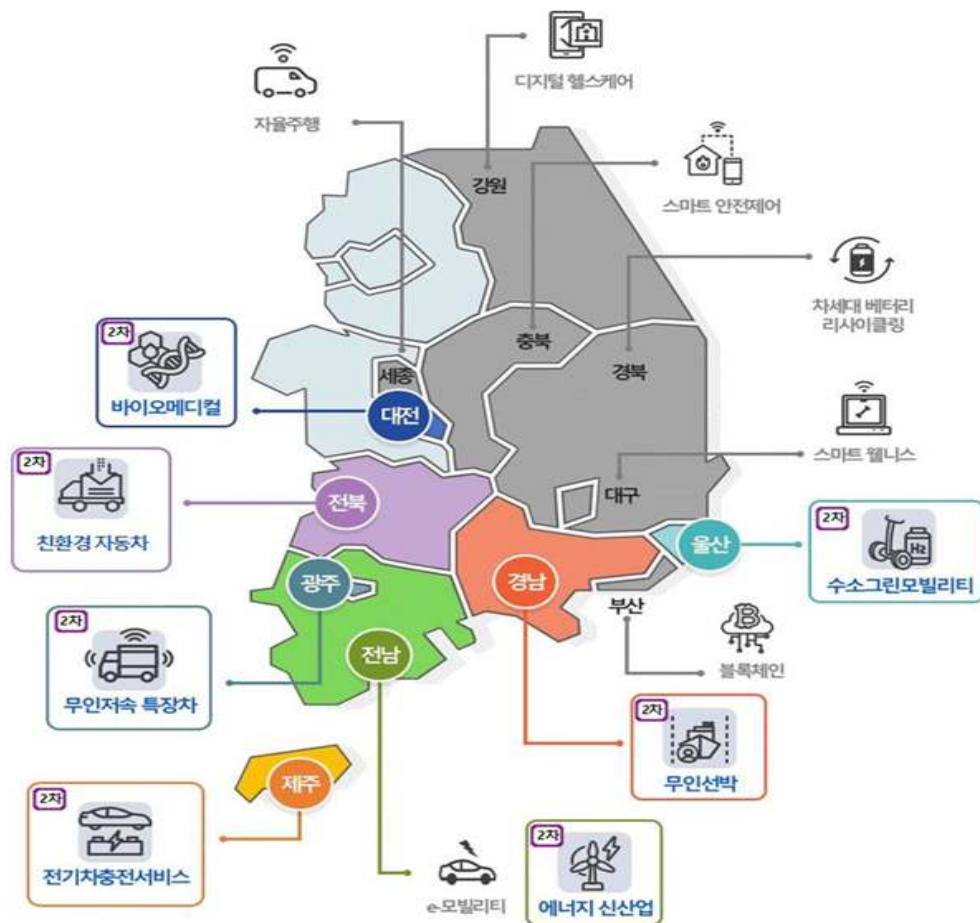 디지털 헬스케어
자율주행
강원
스마트 안전제어
차세대 베터리
리사이클링
충북
경북
세종
2차
바이오메디컬
대전
스마트 웰니스
2차
친환경 자동차
전북
대구
울산
2차
Hz
수소그린모빌리티
광주
경남
부산
블록체인
2차
무인저속 특장차
전남
2차
무인선박
제주
2차
전기차충전서비스
e-모빌리티
2차
에너지 신산업